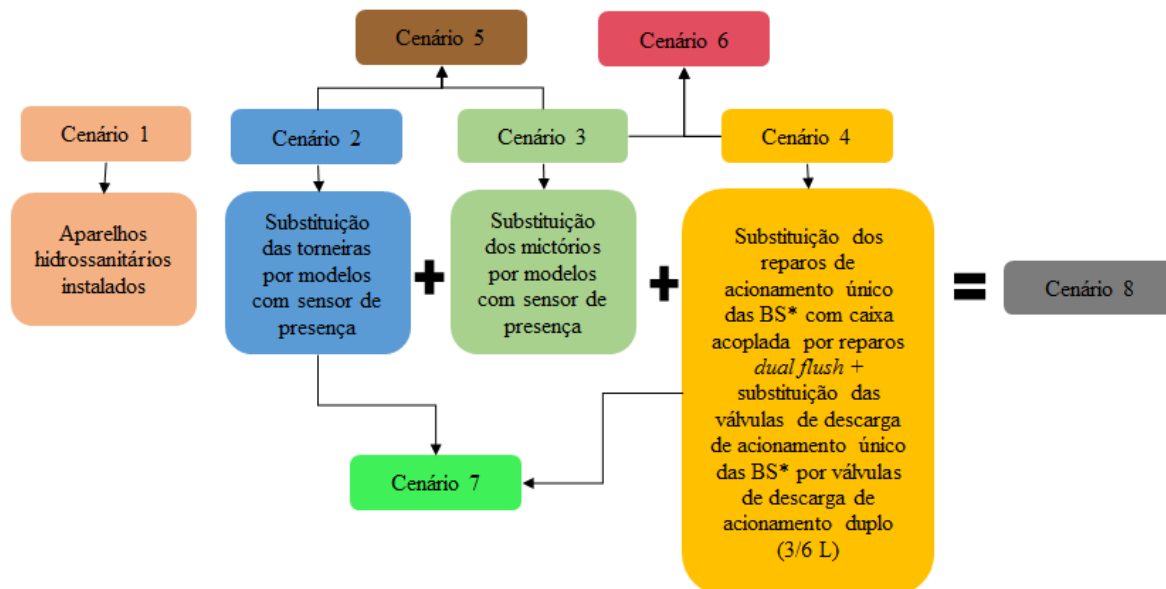 Cenário 5
Cenário 6
Cenário 1
Cenário 2
Cenário 3
Cenário 4
Aparelhos
hidrossanitários
instalados
Substituição
das torneiras
por modelos
com sensor de
presença
+
Substituição
dos mictórios
por modelos
com sensor de
presença
+
Substituição dos
reparos de
acionamento único
das BS* com caixa
acoplada por reparos
dual flush +
substituição das
válvulas de descarga
de acionamento único
das BS* por válvulas
de descarga de
acionamento duplo
(3/6 L)
=
Cenário 8
Cenário 7